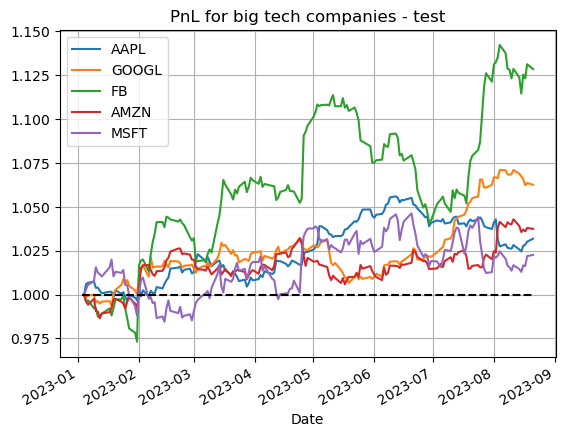 PnL for big tech companies - test
AAPL
GOOGL
FB
AMZN
MSFT
1.150
1.125
1.100
1.075
1.050
1.025
1.000
0.975
2023-01
2023-02
2023-03
2023-04
2023-05
2023-06
2023-07
2023-08
2023-09
Date